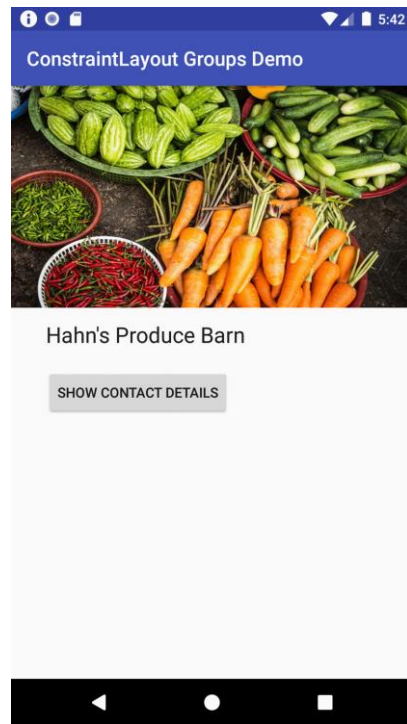 5:42
ConstraintLayout Groups Demo
Hahn's Produce Barn
SHOW CONTACT DETAILS